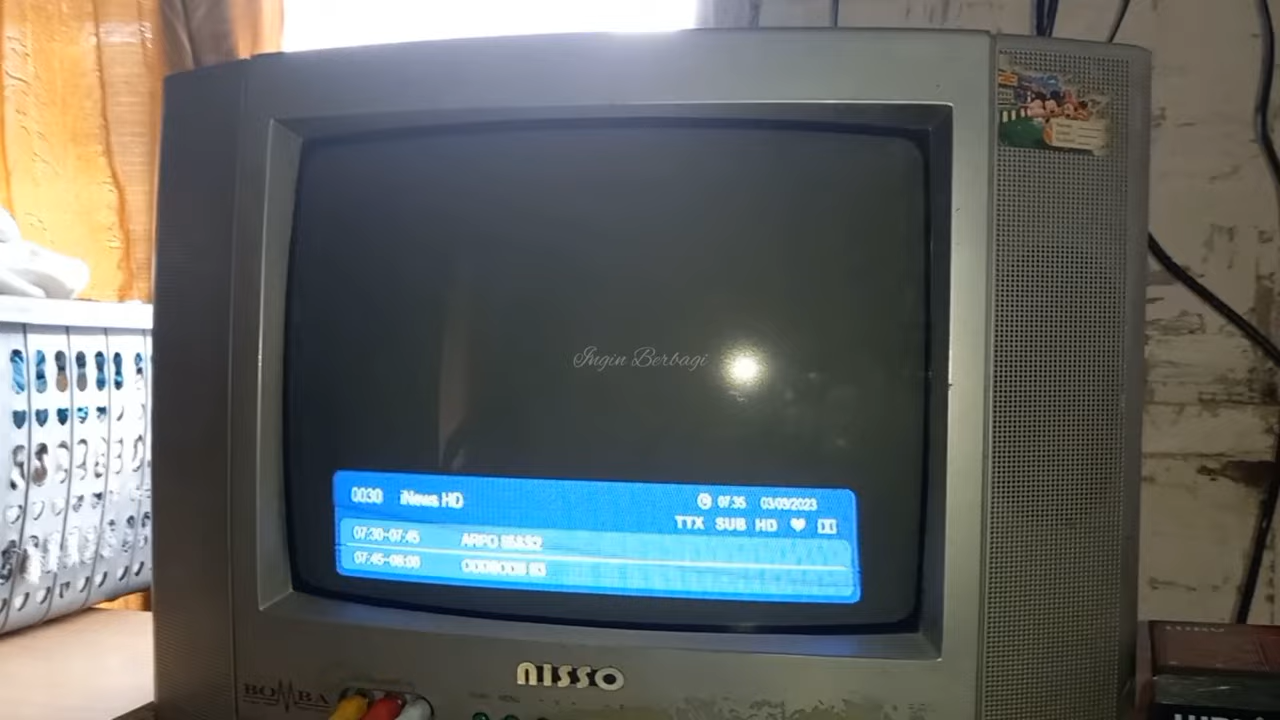 Ingin Berbagi
0030 iNews HD 07:35 03/03/2023
TTX SUB HD
07:30-07:45 ARPO
07:45-08:00
NISSO
BOMBA